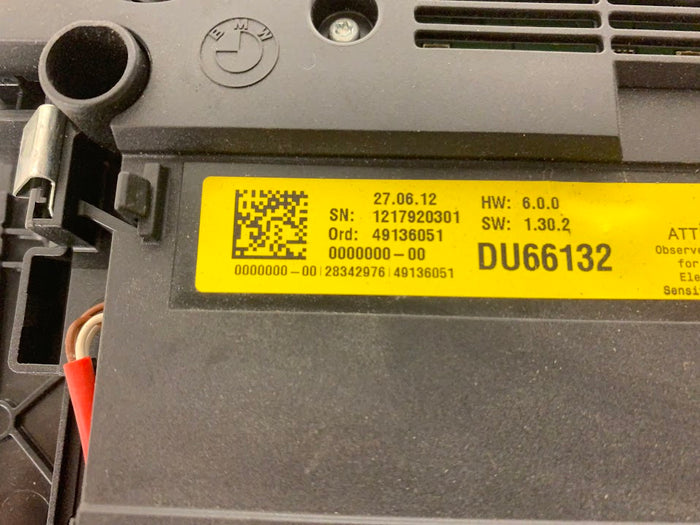 BMW
27.06.12
SN: 1217920301
Ord: 49136051
0000000-00
0000000-00|28342976|49136051
HW: 6.0.0
SW: 1.30.2
DU66132
ATT
Observe
for
Ele
Sensi